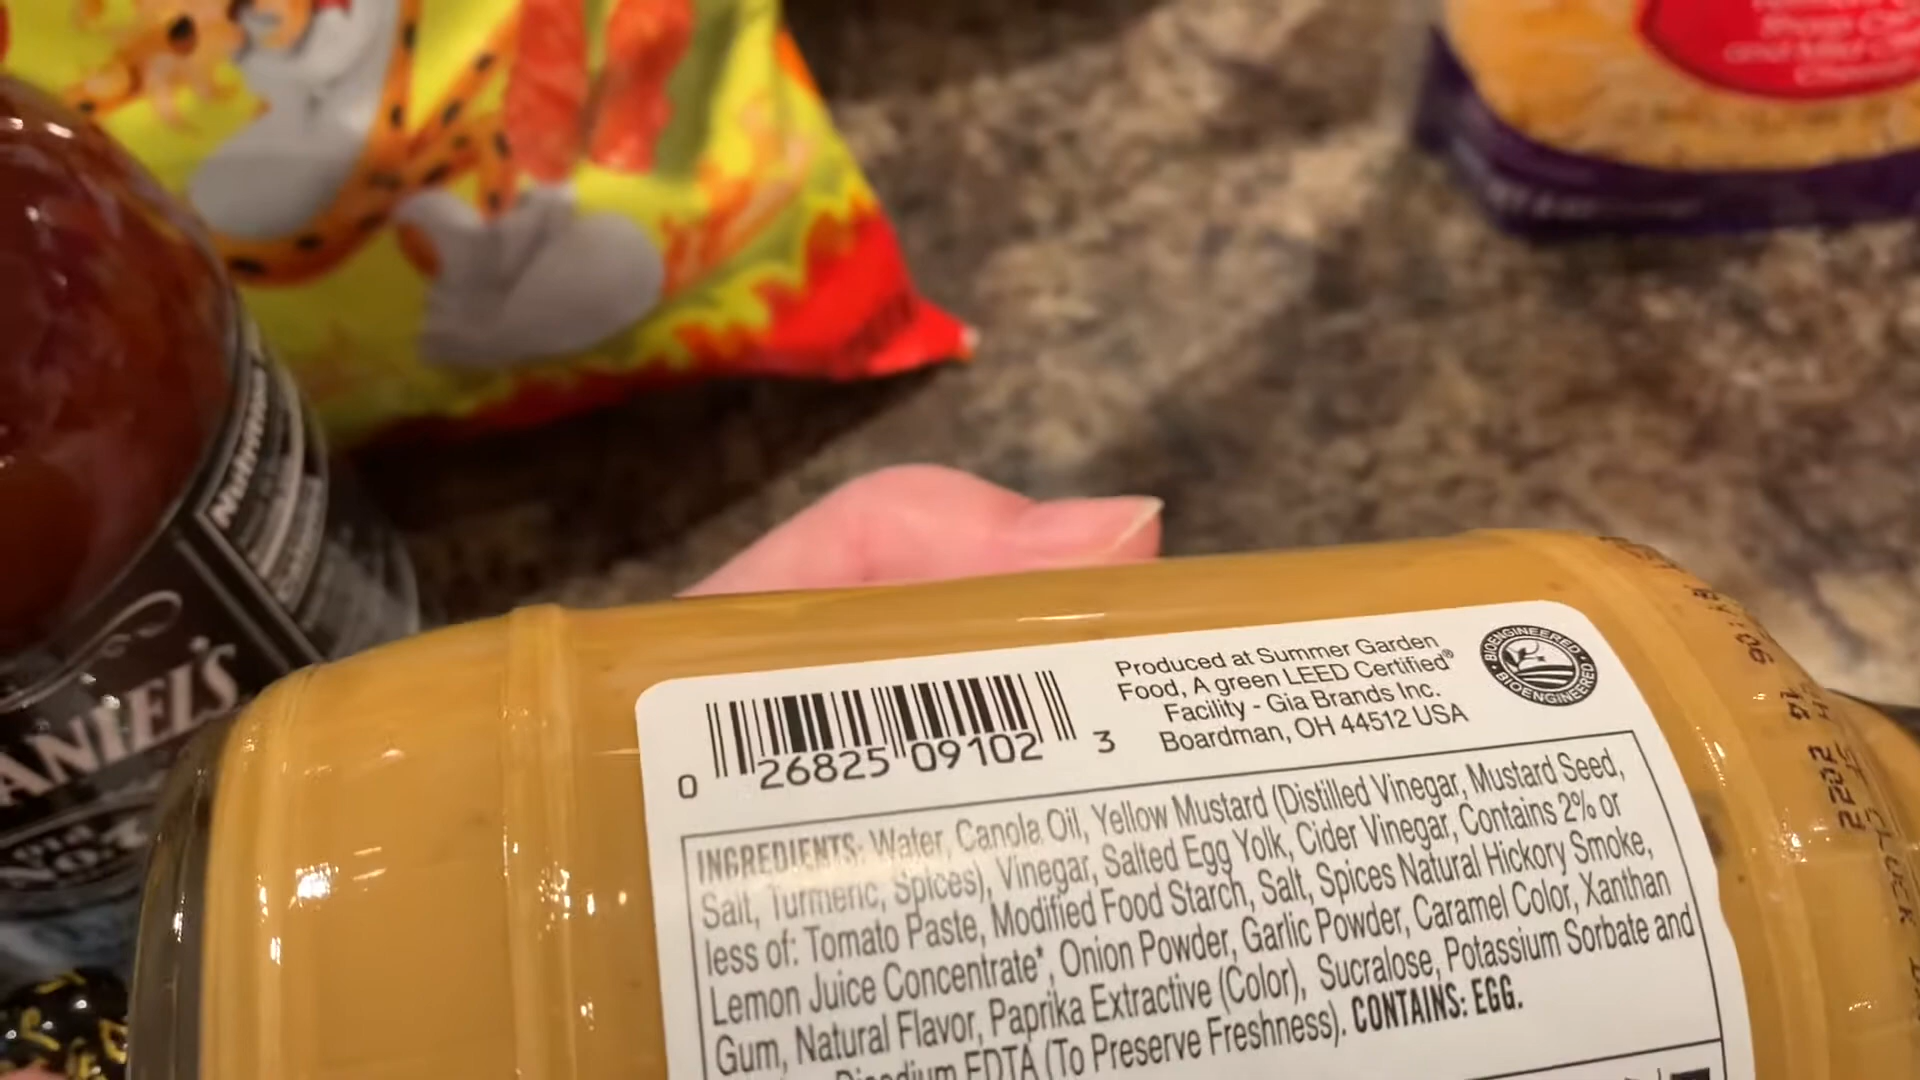 Nutrition
ANIEL'S
0 26825 09102 3
Produced at Summer Garden
Food, A green LEED Certified®
Facility - Gia Brands Inc.
Boardman, OH 44512 USA
BIOENGINEERED
BIOENGINEERED
INGREDIENTS: Water, Canola Oil, Yellow Mustard (Distilled Vinegar, Mustard Seed,
Salt, Turmeric, Spices), Vinegar, Salted Egg Yolk, Cider Vinegar, Contains 2% or
less of: Tomato Paste, Modified Food Starch, Salt, Spices Natural Hickory Smoke,
Lemon Juice Concentrate*, Onion Powder, Garlic Powder, Caramel Color, Xanthan
Gum, Natural Flavor, Paprika Extractive (Color), Sucralose, Potassium Sorbate and
Disodium EDTA (To Preserve Freshness). CONTAINS: EGG.